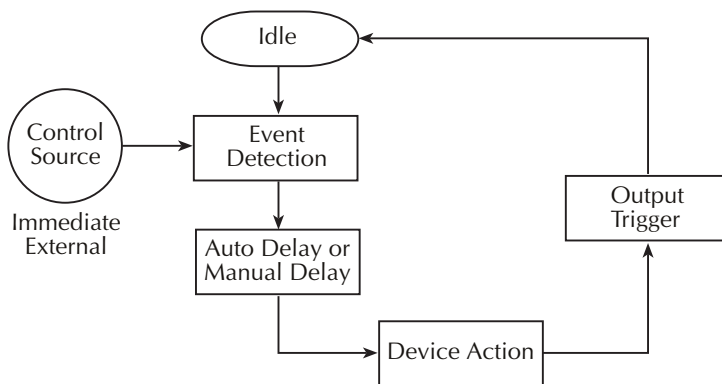 Idle
Control
Source
Immediate
External
Event
Detection
Auto Delay or
Manual Delay
Device Action
Output
Trigger